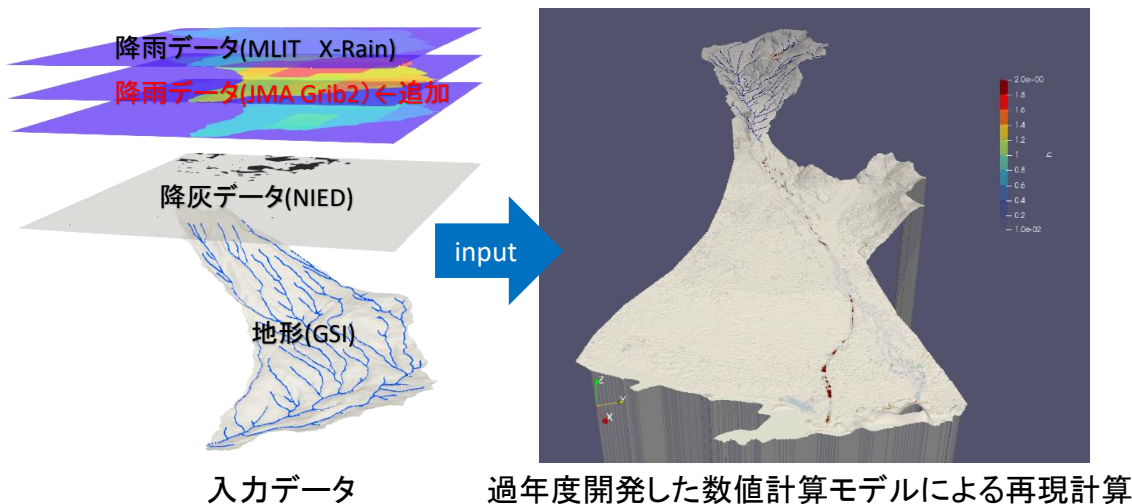 降雨データ(MLIT X-Rain)
降雨データ(JMA Grib2)←追加
降灰データ(NIED)
地形(GSI)
input
2.0e+00
1.8
1.6
1.4
1.2
1
0.8
0.6
0.4
0.2
1.0e-02
h
Z
Y
X
入力データ
過年度開発した数値計算モデルによる再現計算